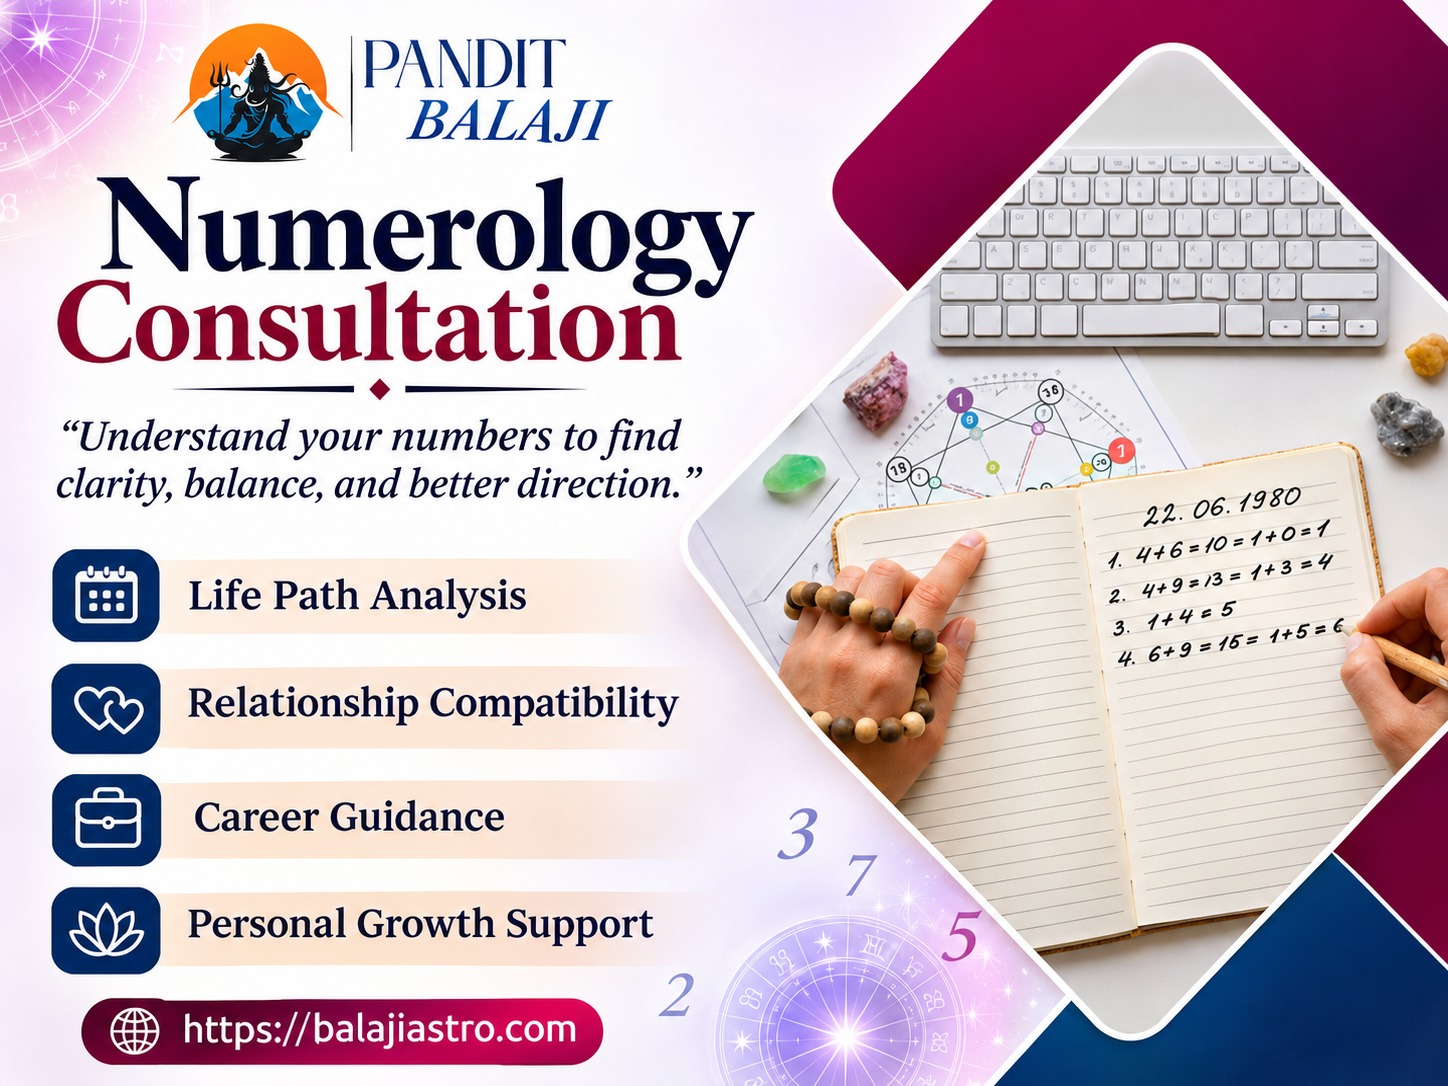 PANDIT
BALAJI
Numerology
Consultation
“Understand your numbers to find
clarity, balance, and better direction.”
Life Path Analysis
Relationship Compatibility
Career Guidance
Personal Growth Support
https://balajiastro.com
22.06.1980
1. 4+6=10=1+0=1
2. 4+9=13=1+3=4
3. 1+4=5
4. 6+9=15=1+5=6
3
7
5
2